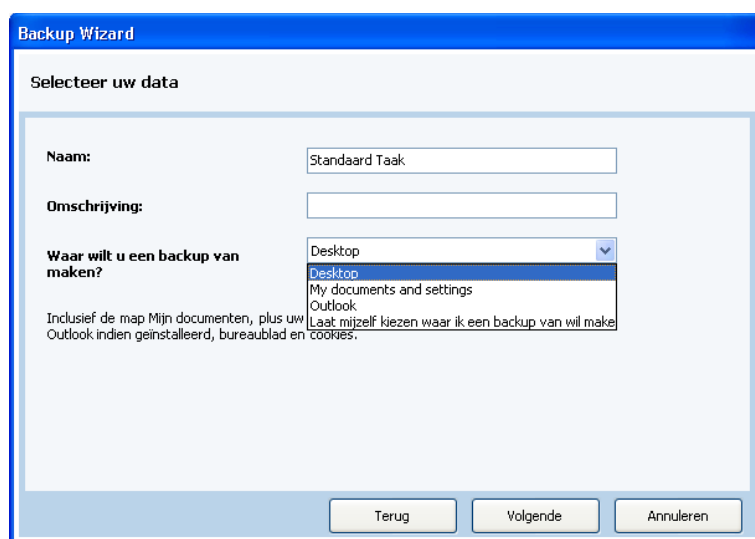 Backup Wizard
Selecteer uw data
Naam:
Standaard Taak
Omschrijving:
Waar wilt u een backup van
maken?
Desktop
Desktop
My documents and settings
Outlook
Laat mijzelf kiezen waar ik een backup van wil make
Inclusief de map Mijn documenten, plus uw
Outlook indien geïnstalleerd, bureaublad en cookies.
Terug
Volgende
Annuleren